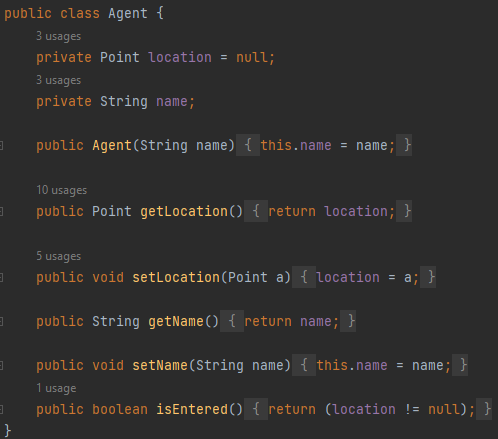 public class Agent {
3 usages
private Point location = null;
3 usages
private String name;
public Agent(String name) { this.name = name; }
10 usages
public Point getLocation() { return location; }
5 usages
public void setLocation(Point a) { location = a; }
public String getName() { return name; }
public void setName(String name) { this.name = name; }
1 usage
public boolean isEntered() { return (location != null); }
}